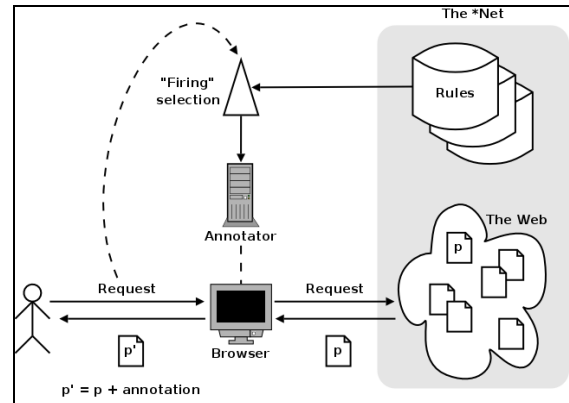 The *Net
"Firing"
selection
Rules
Annotator
The Web
p
Request
Request
p'
Browser
p
p' = p + annotation